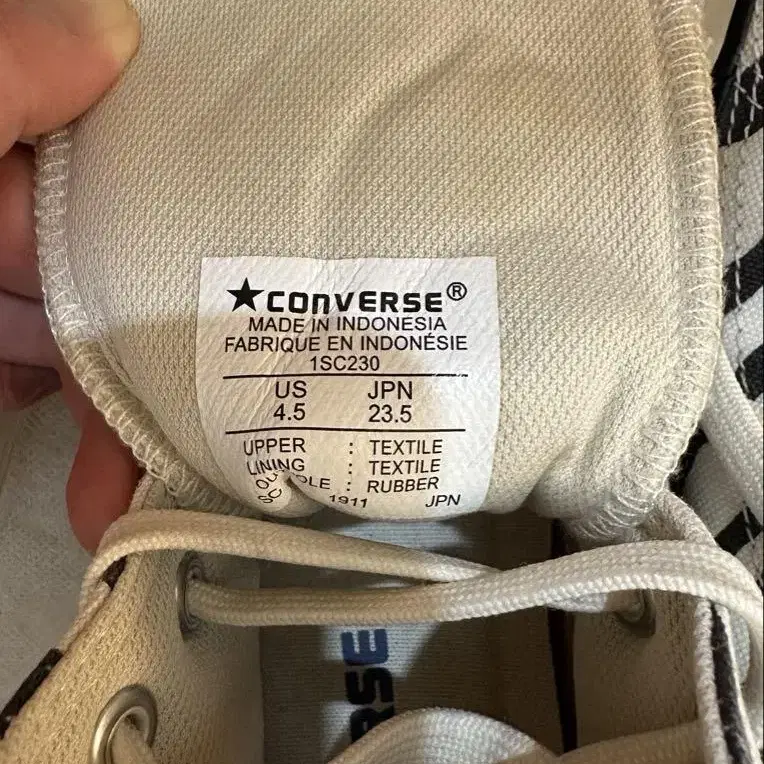 ★CONVERSE®
MADE IN INDONESIA
FABRIQUE EN INDONÉSIE
1SC230
US JPN
4.5 23.5
UPPER : TEXTILE
LINING : TEXTILE
: RUBBER
1911 JPN
RSE